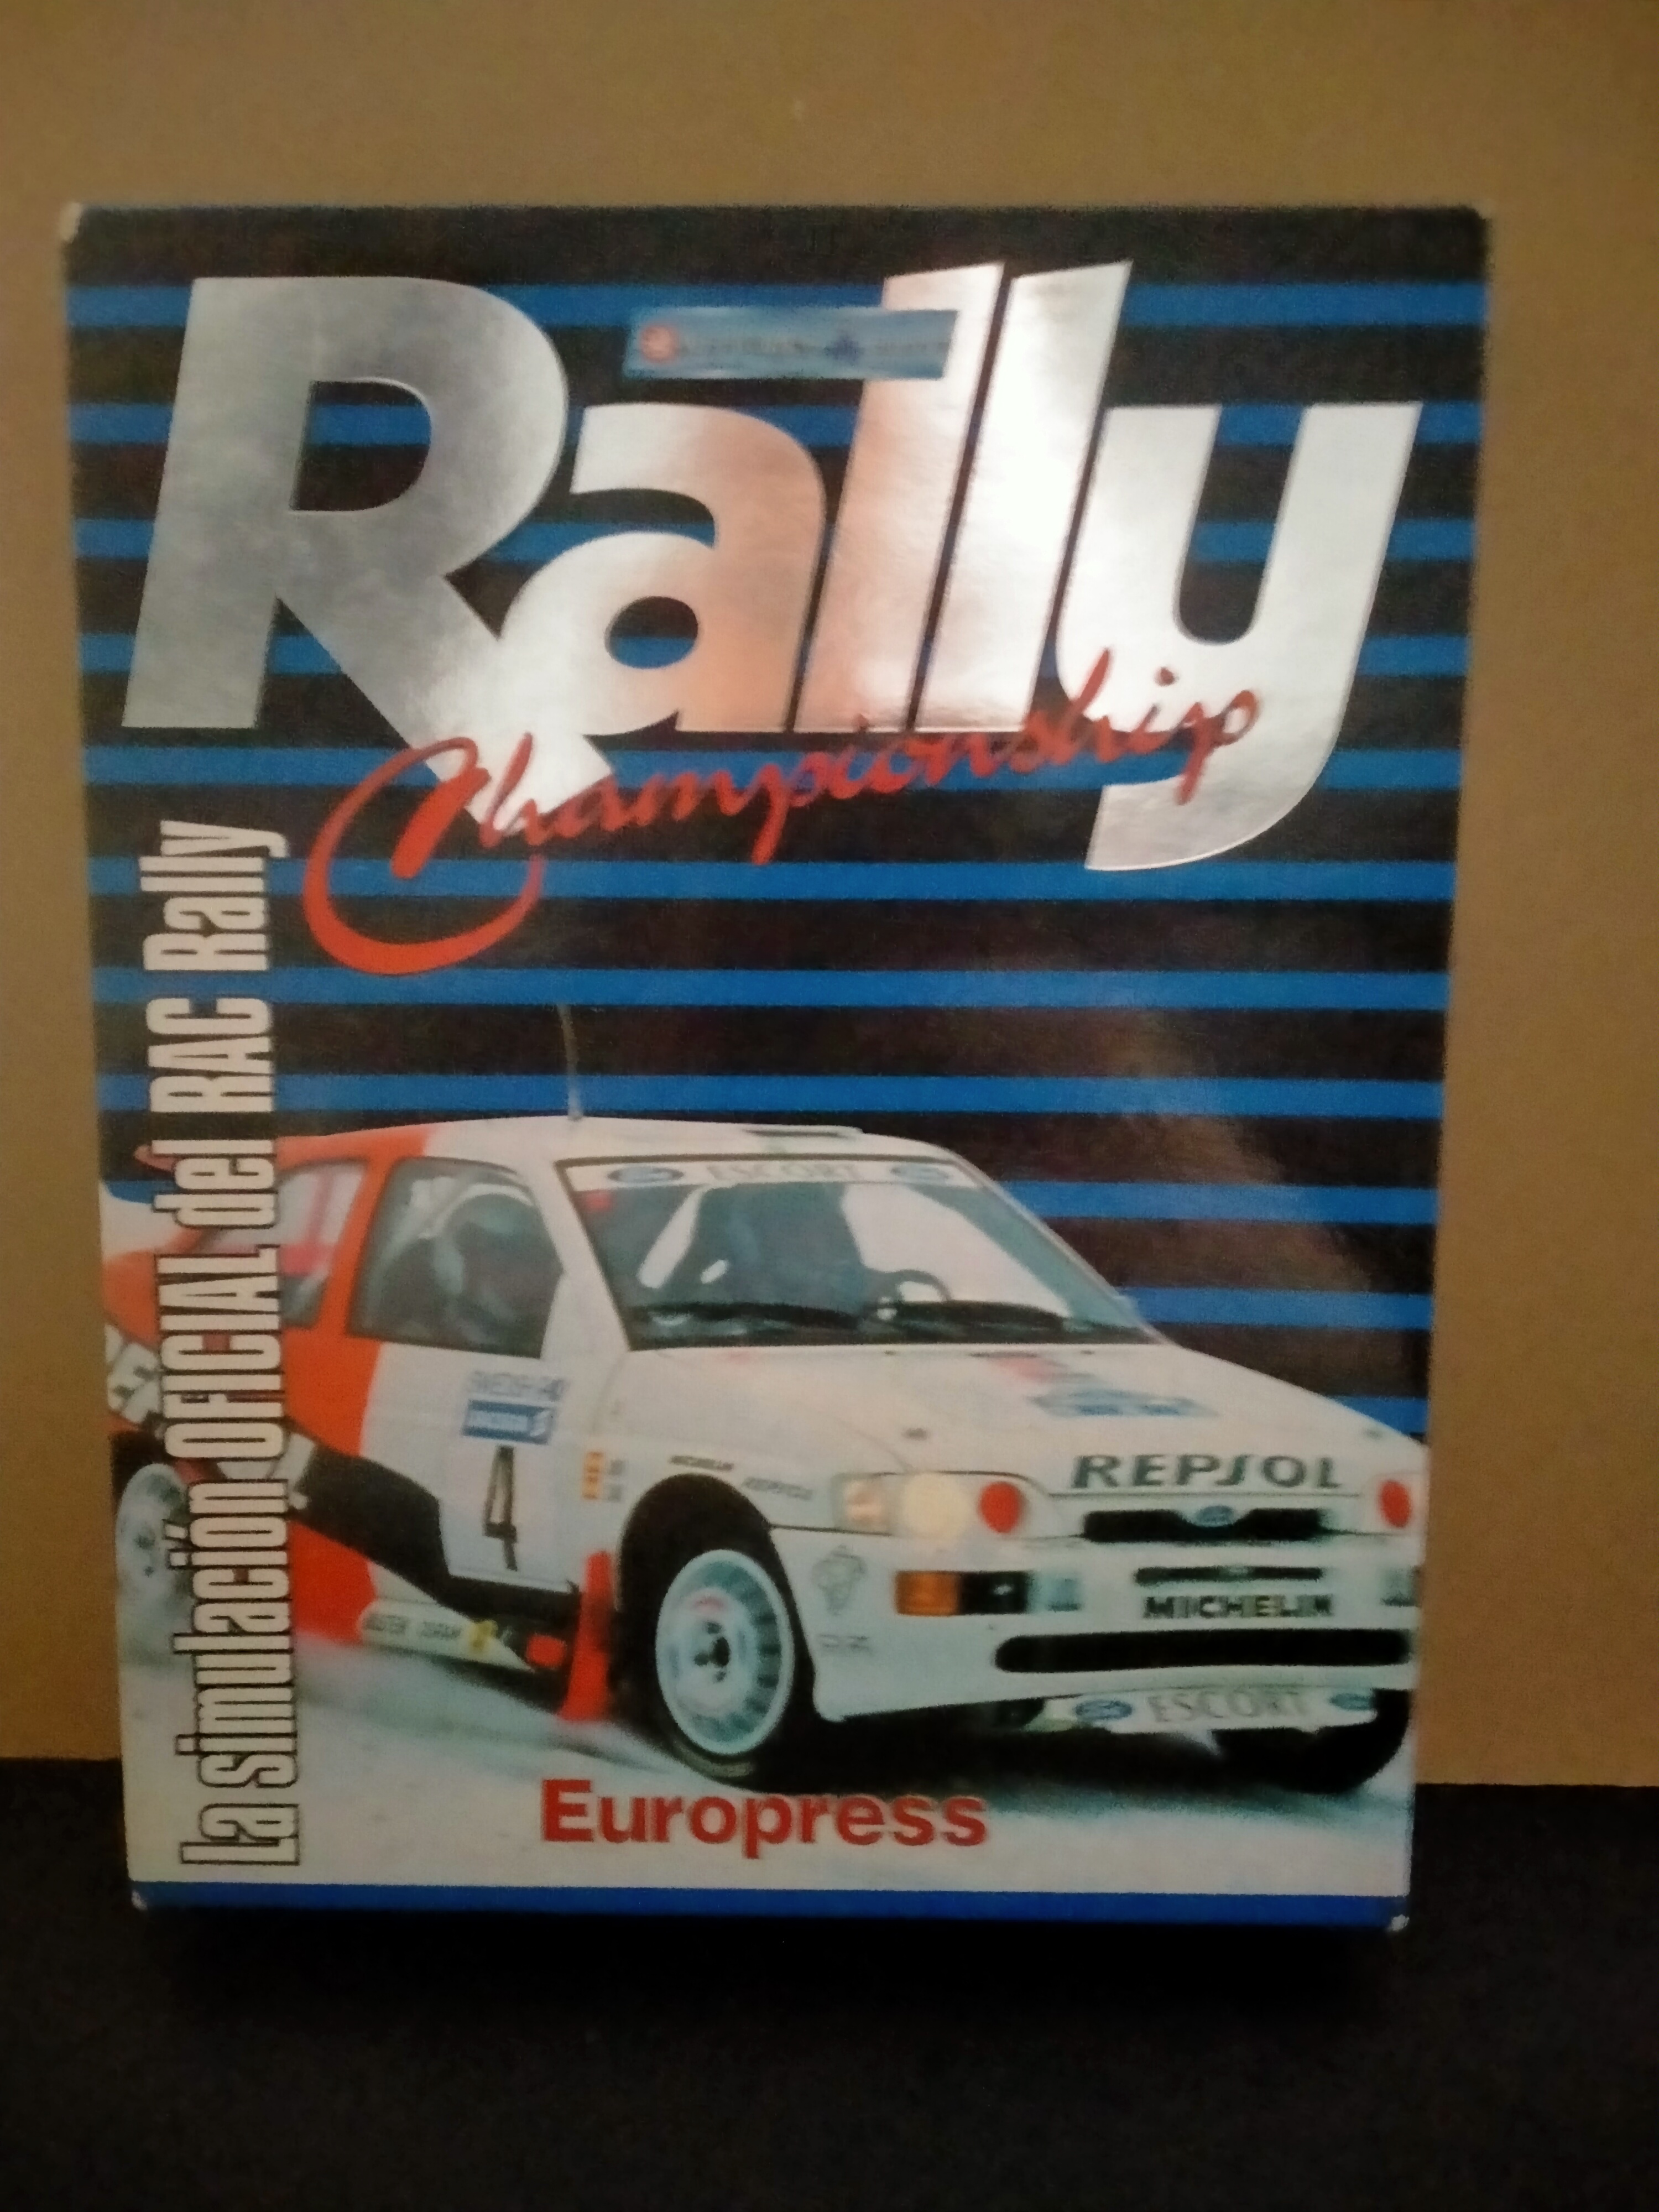 Rally
Championship
La simulación OFICIAL del RAC Rally
ESCORT
4
REPSOL
MICHELIN
ESCORT
Europress